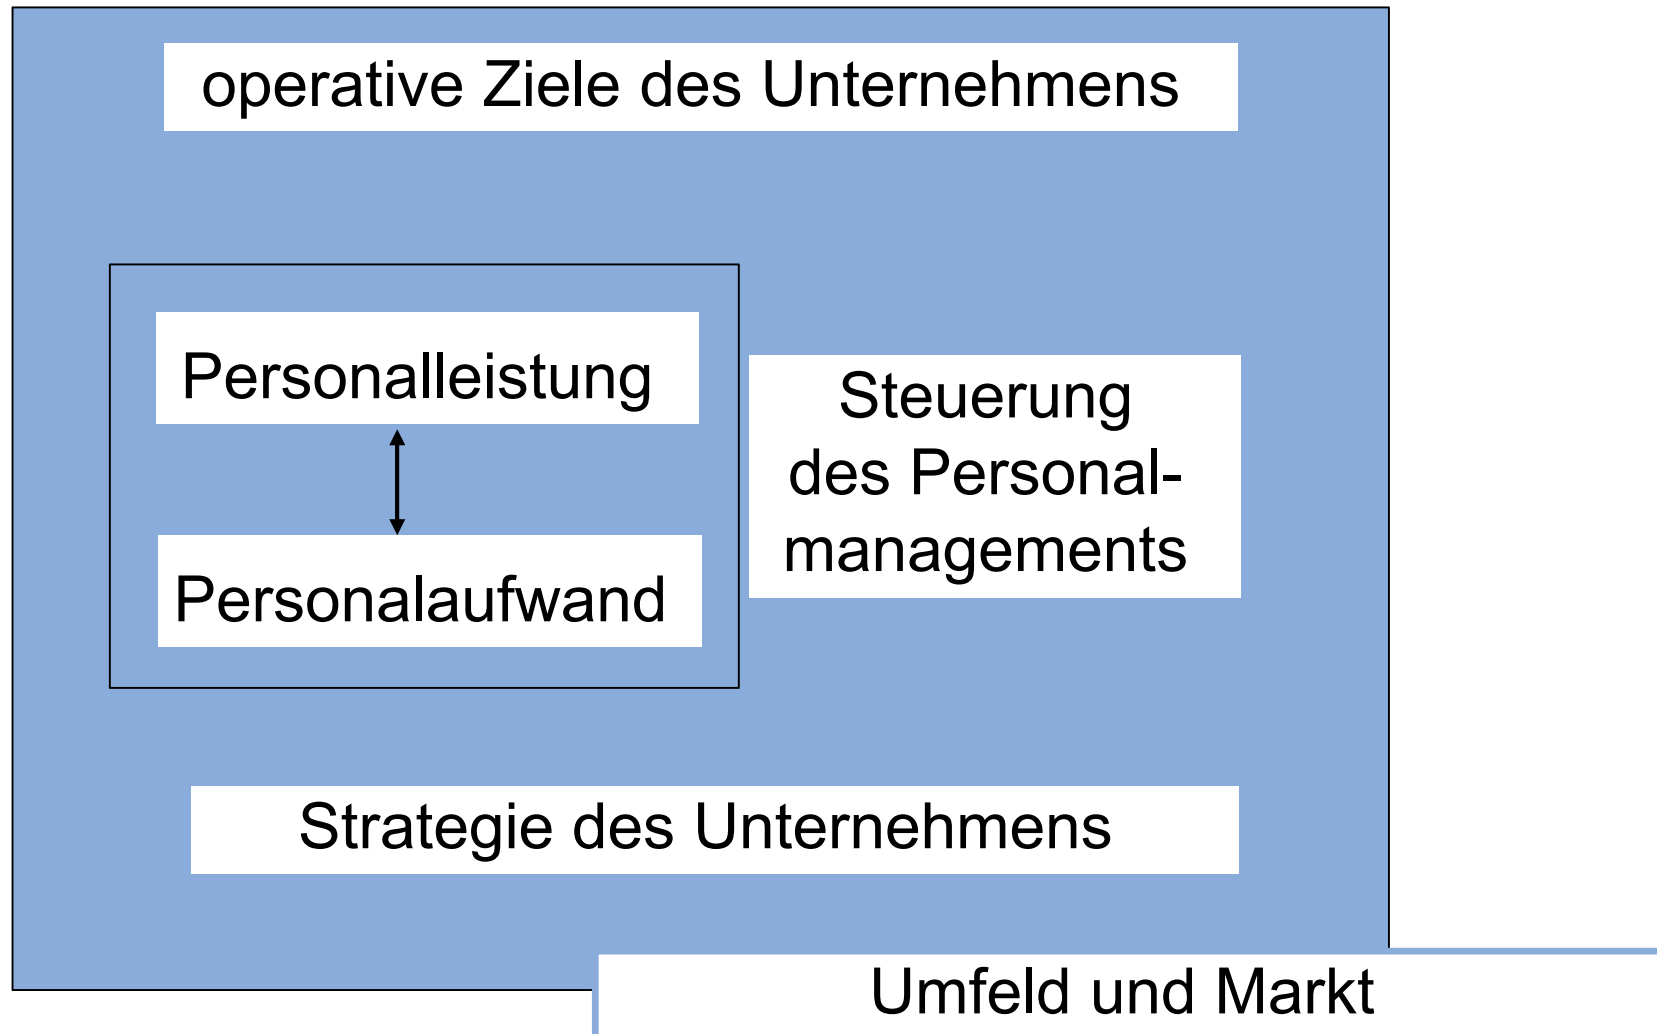 operative Ziele des Unternehmens
Personalleistung
Personalaufwand
Steuerung
des Personal-
managements
Strategie des Unternehmens
Umfeld und Markt